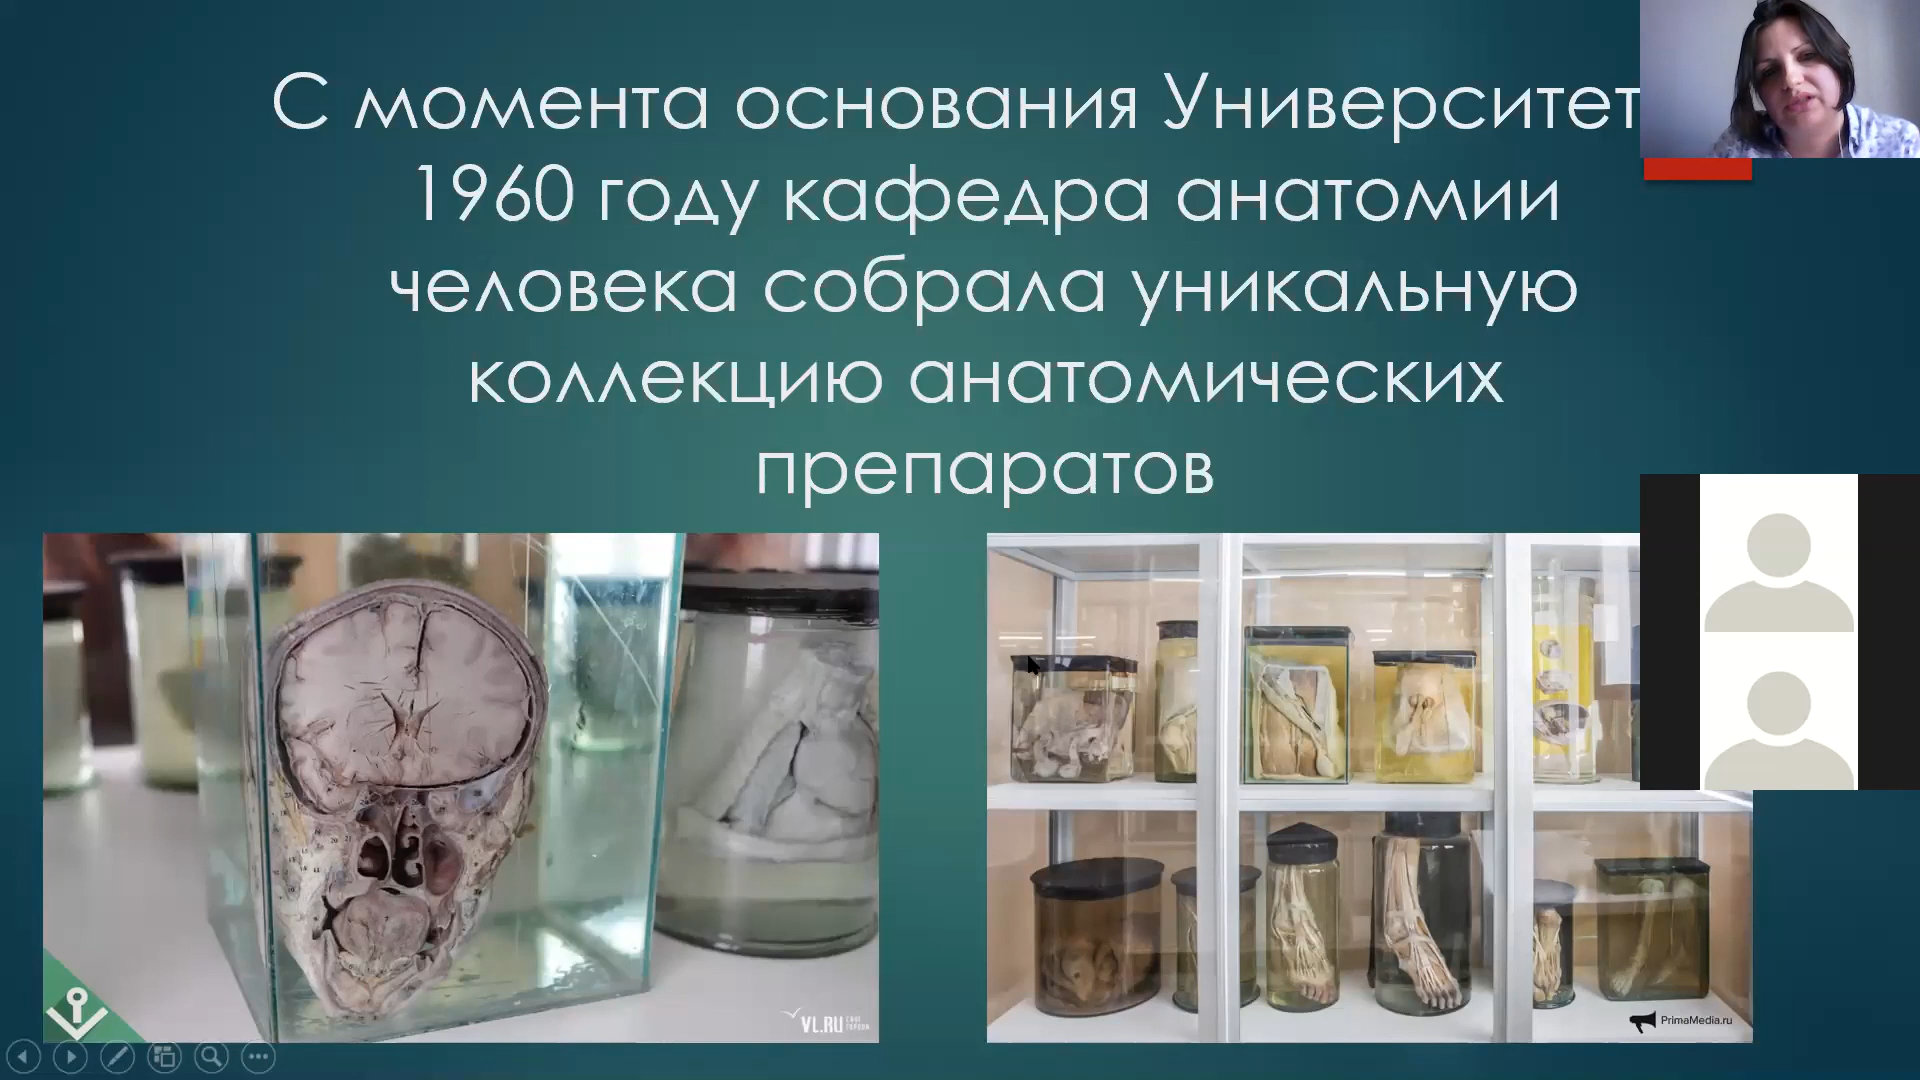 С момента основания Университет
1960 году кафедра анатомии
человека собрала уникальную
коллекцию анатомических
препаратов
VL.RU
PrimaMedia.ru